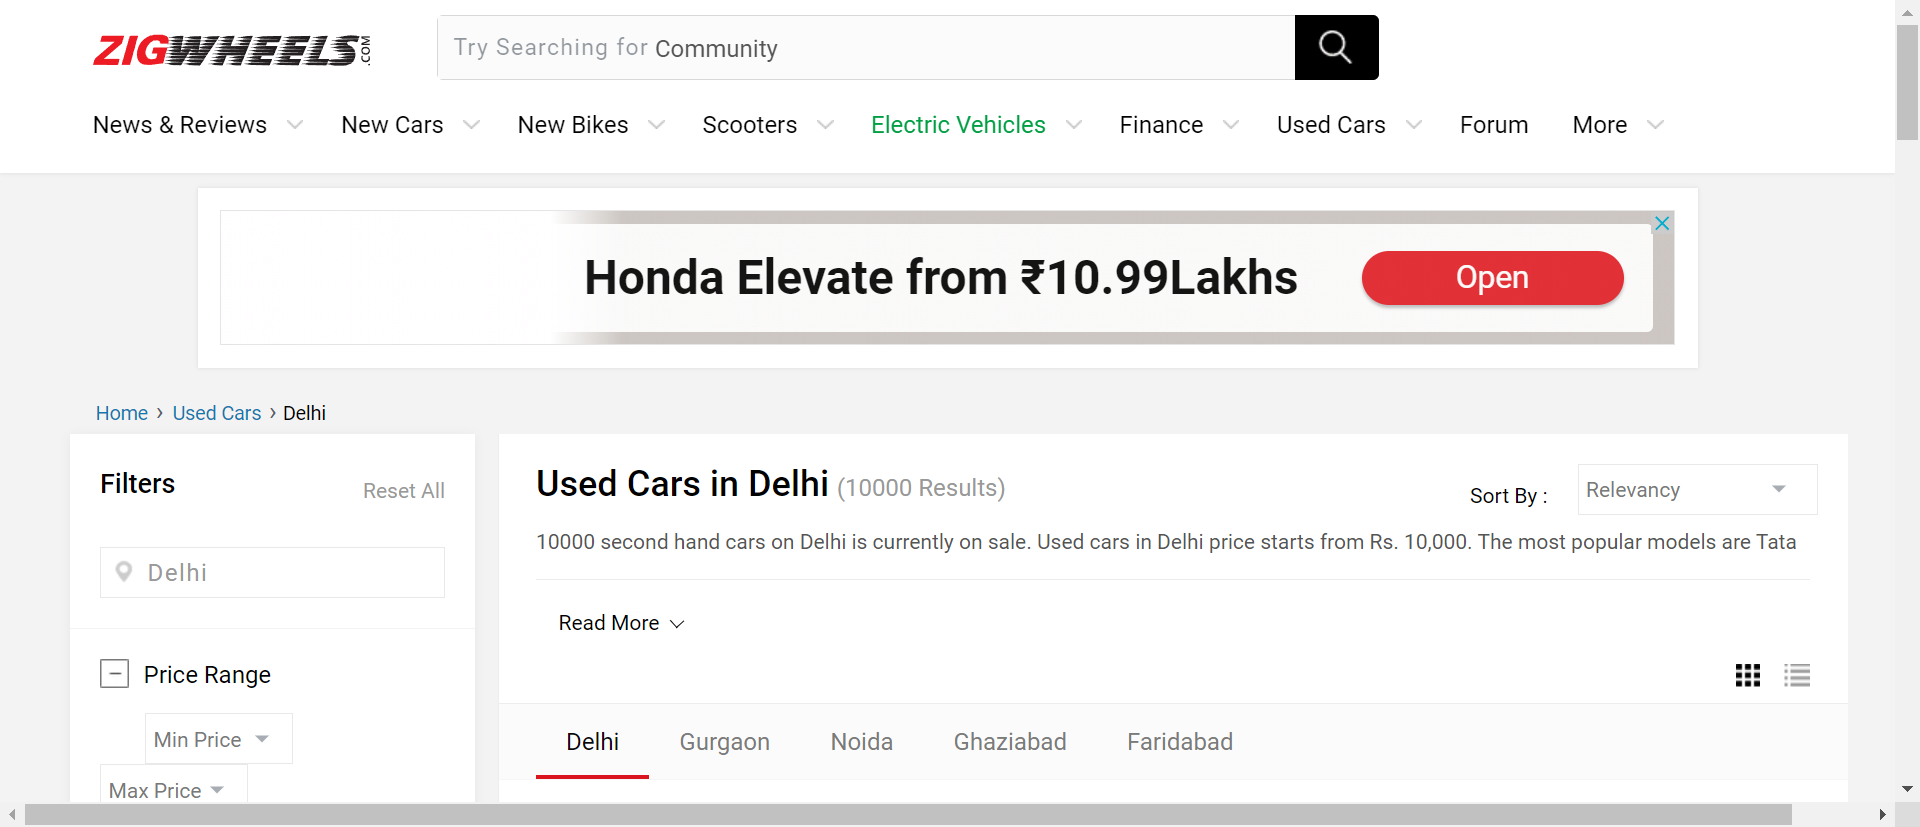 ZIGWHEELS.COM
Try Searching for Community
News & Reviews New Cars New Bikes Scooters Electric Vehicles Finance Used Cars Forum More
Honda Elevate from ₹10.99Lakhs Open
Home › Used Cars › Delhi
Filters Reset All
Delhi
Price Range
Min Price
Max Price
Used Cars in Delhi (10000 Results)
Sort By : Relevancy
10000 second hand cars on Delhi is currently on sale. Used cars in Delhi price starts from Rs. 10,000. The most popular models are Tata
Read More
Delhi Gurgaon Noida Ghaziabad Faridabad